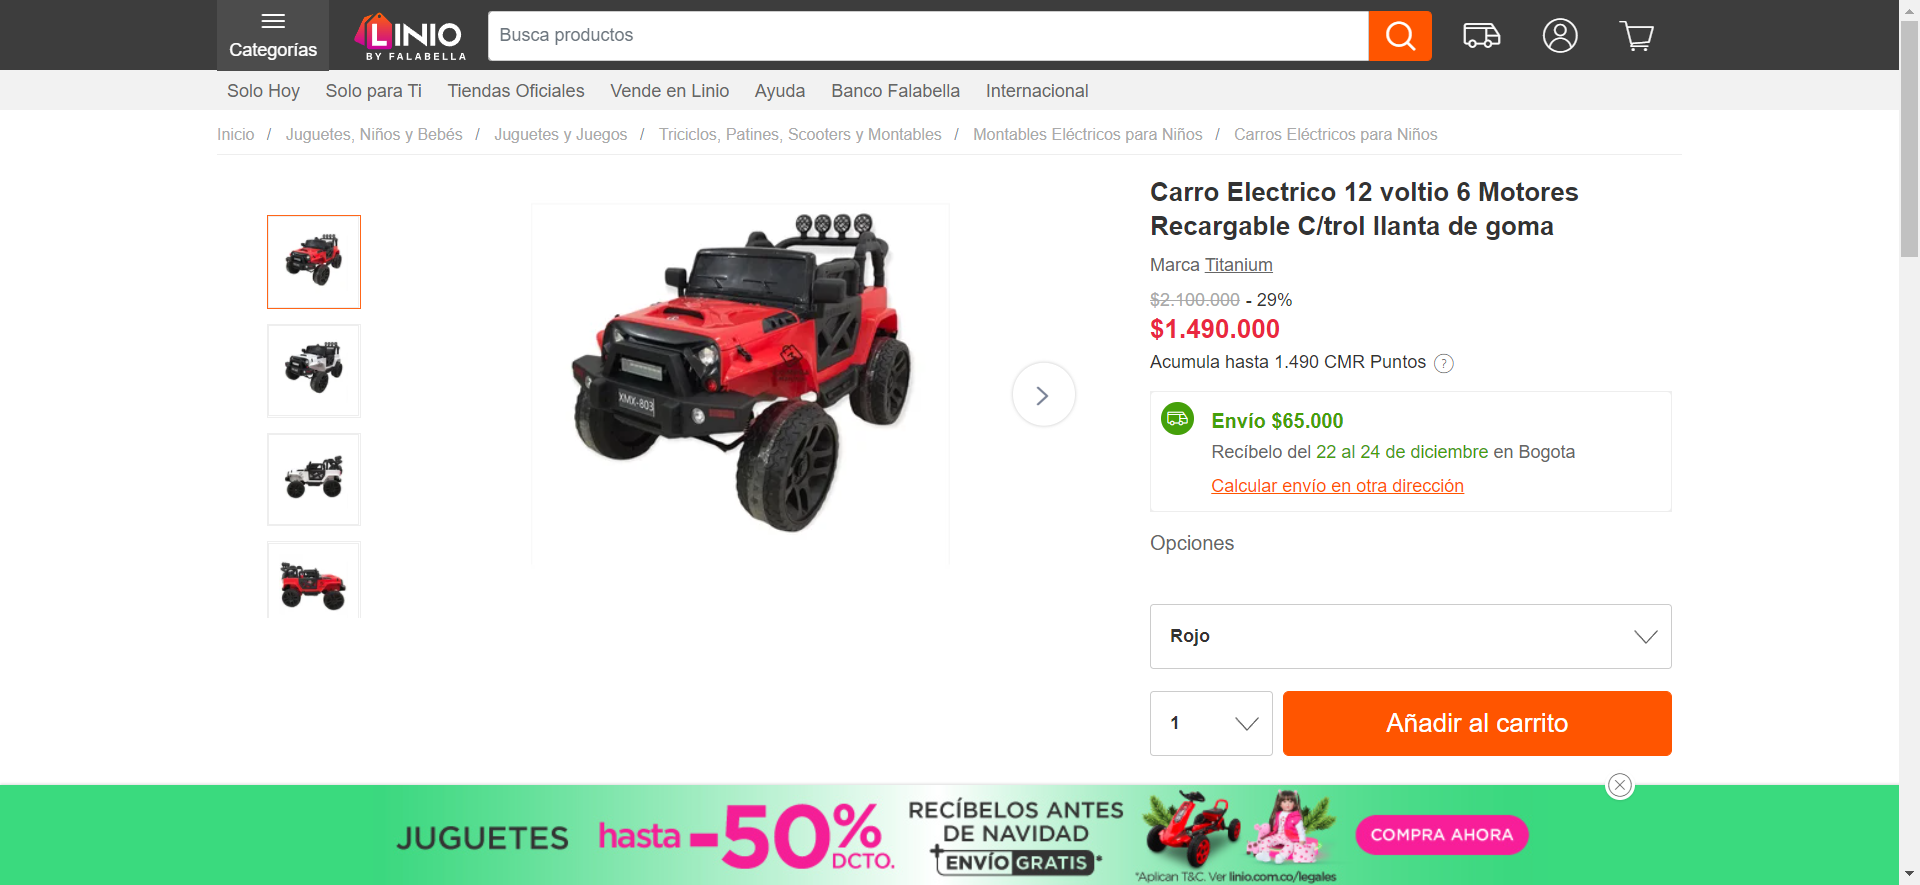 Categorías
LINIO
BY FALABELLA
Busca productos
Solo Hoy Solo para Ti Tiendas Oficiales Vende en Linio Ayuda Banco Falabella Internacional
Inicio / Juguetes, Niños y Bebés / Juguetes y Juegos / Triciclos, Patines, Scooters y Montables / Montables Eléctricos para Niños / Carros Eléctricos para Niños
XMX-803
Carro Electrico 12 voltio 6 Motores
Recargable C/trol llanta de goma
Marca Titanium
$2.100.000 - 29%
$1.490.000
Acumula hasta 1.490 CMR Puntos ?
Envío $65.000
Recíbelo del 22 al 24 de diciembre en Bogota
Calcular envío en otra dirección
Opciones
Rojo
1
Añadir al carrito
JUGUETES hasta -50% DCTO.
RECÍBELOS ANTES
DE NAVIDAD
+ENVÍO GRATIS*
*Aplican T&C. Ver linio.com.co/legales
COMPRA AHORA